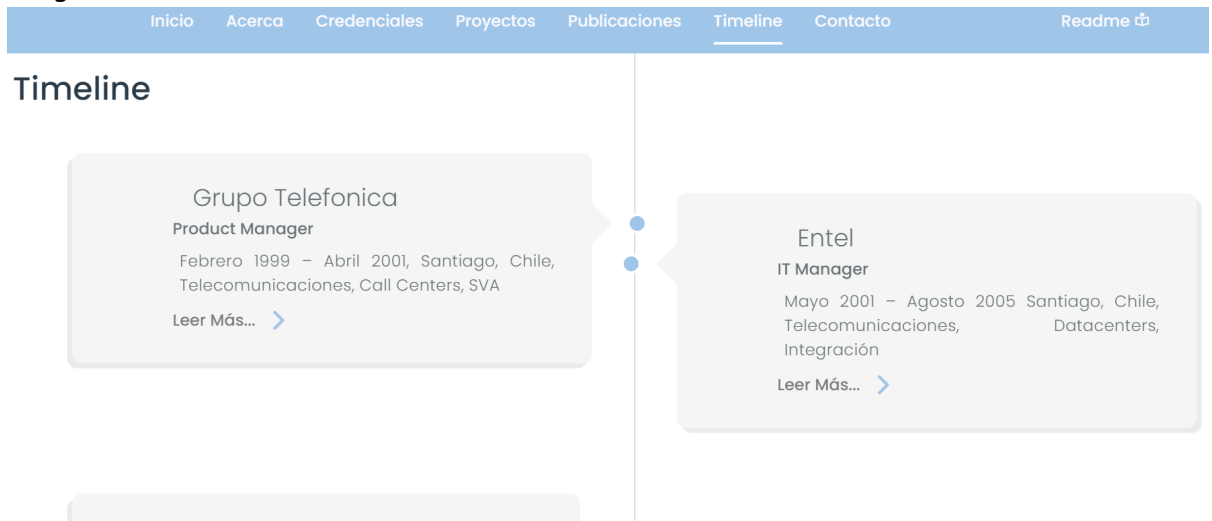 Inicio Acerca Credenciales Proyectos Publicaciones Timeline Contacto Readme
Timeline
Grupo Telefonica
Product Manager
Febrero 1999 – Abril 2001, Santiago, Chile,
Telecomunicaciones, Call Centers, SVA
Leer Más...
Entel
IT Manager
Mayo 2001 – Agosto 2005 Santiago, Chile,
Telecomunicaciones, Datacenters,
Integración
Leer Más...